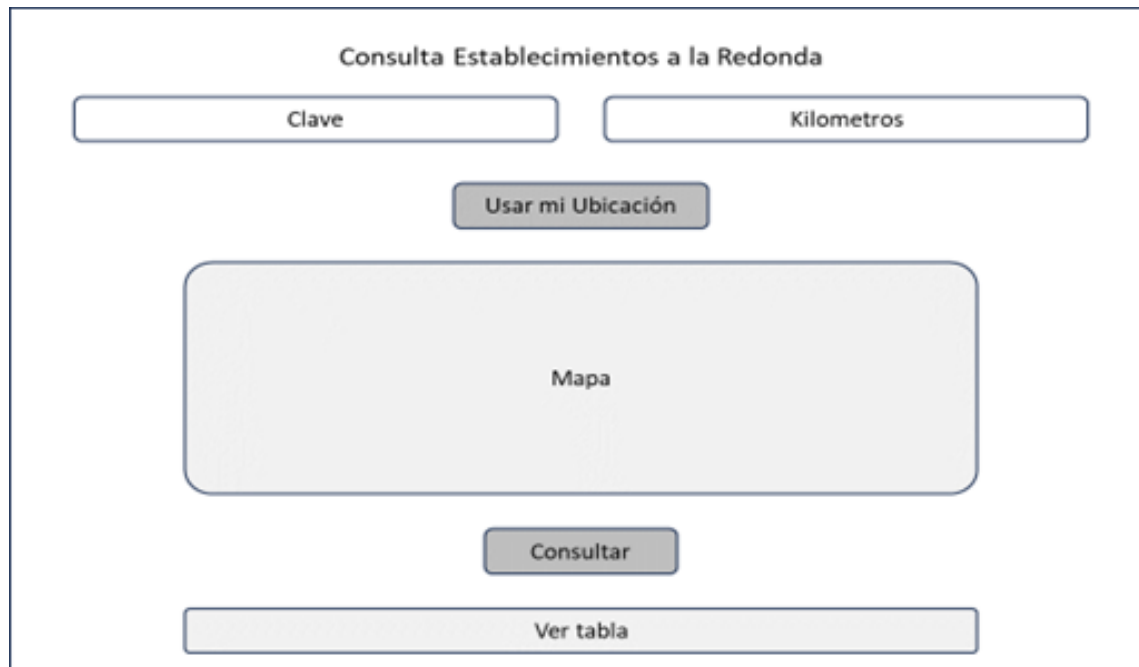 Consulta Establecimientos a la Redonda
Clave
Kilometros
Usar mi Ubicación
Mapa
Consultar
Ver tabla